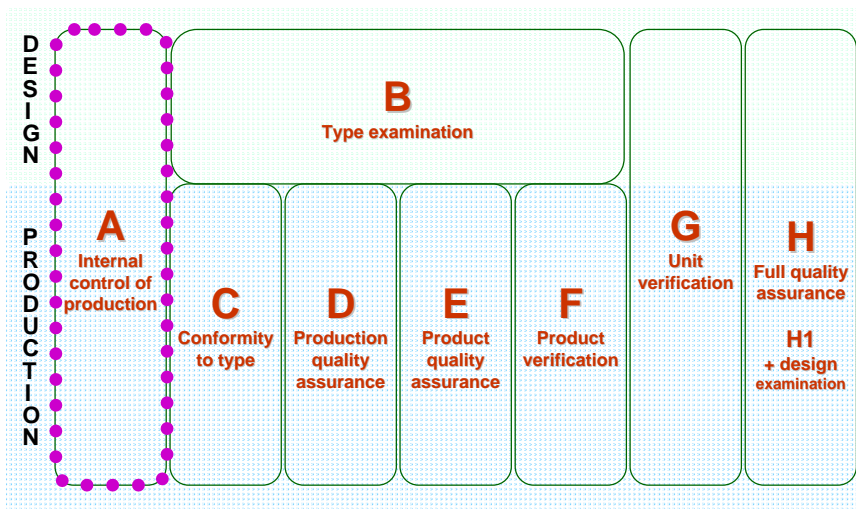 DESIGN
PRODUCTION
A
Internal
control of
production
B
Type examination
C
Conformity
to type
D
Production
quality
assurance
E
Product
quality
assurance
F
Product
verification
G
Unit
verification
H
Full quality
assurance
H1
+ design
examination